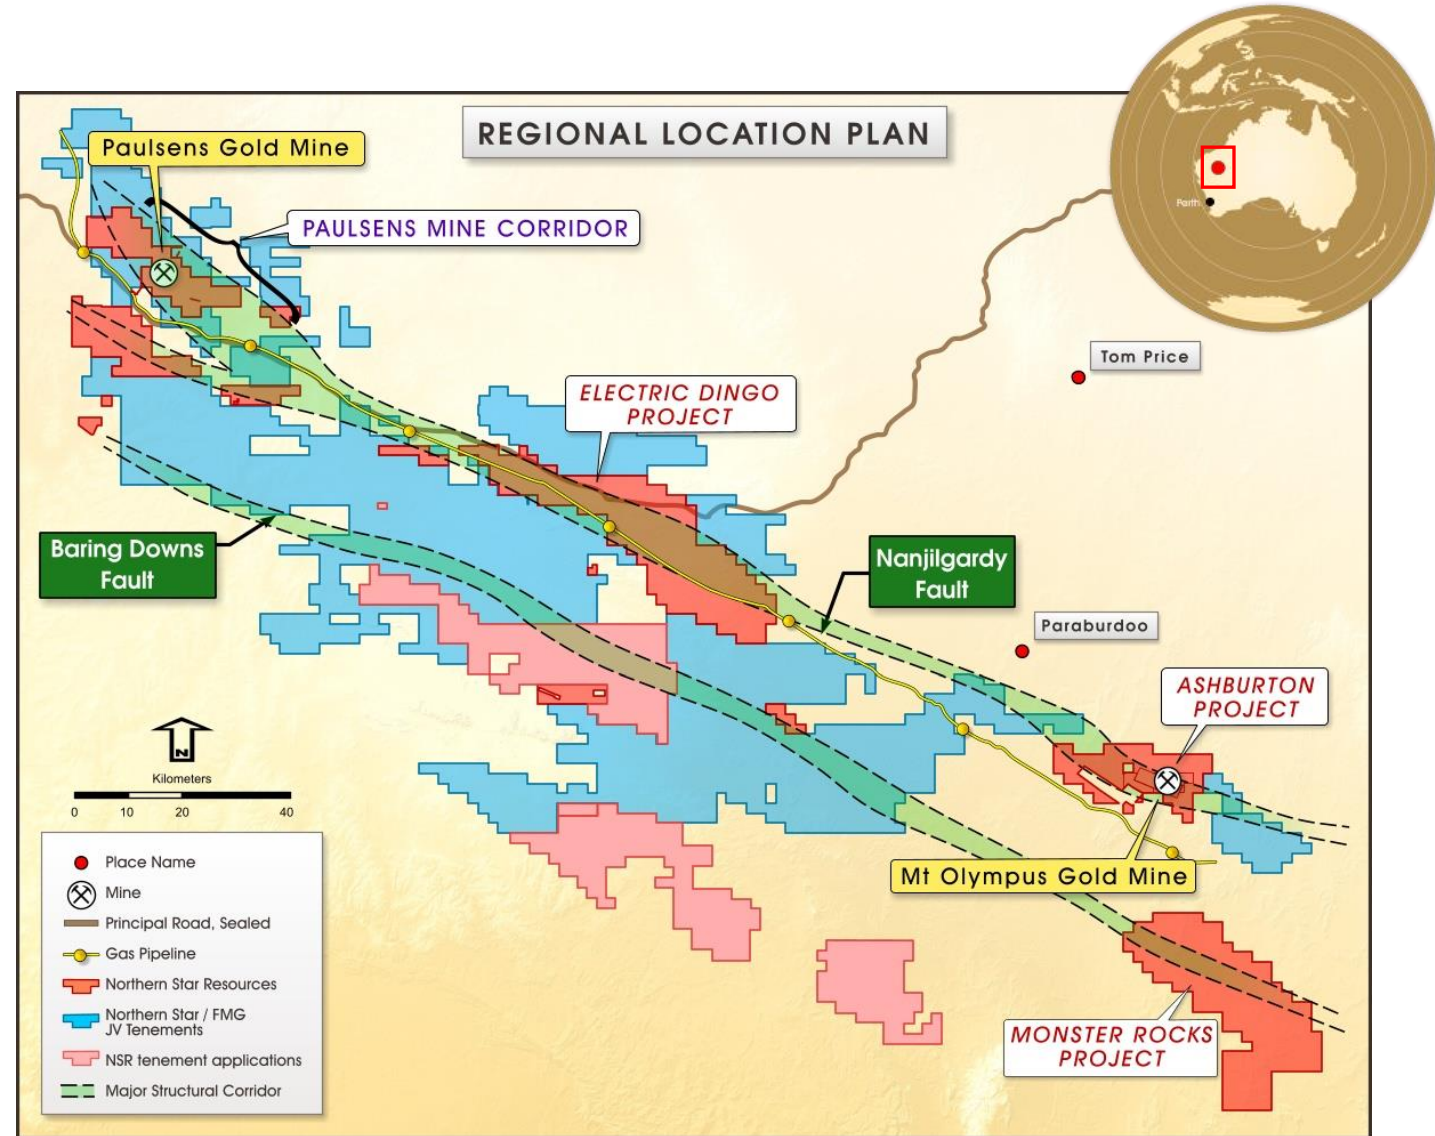 REGIONAL LOCATION PLAN
Perth
Paulsens Gold Mine
PAULSENS MINE CORRIDOR
Tom Price
ELECTRIC DINGO
PROJECT
Baring Downs
Fault
Nanjilgardy
Fault
Paraburdoo
ASHBURTON
PROJECT
Mt Olympus Gold Mine
MONSTER ROCKS
PROJECT
N
Kilometers
0 10 20 40
Place Name
Mine
Principal Road, Sealed
Gas Pipeline
Northern Star Resources
Northern Star / FMG
JV Tenements
NSR tenement applications
Major Structural Corridor